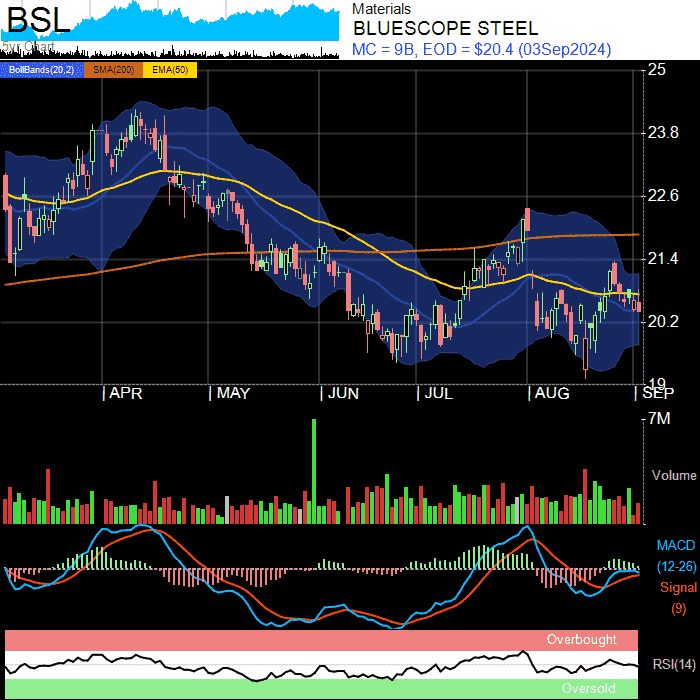 BSL
5yr Chart
Materials
BLUESCOPE STEEL
MC = 9B, EOD = $20.4 (03Sep2024)
BollBands(20,2) SMA(200) EMA(50)
25
23.8
22.6
21.4
20.2
19
APR MAY JUN JUL AUG SEP
7M
Volume
MACD
(12-26)
Signal
(9)
Overbought
RSI(14)
Oversold